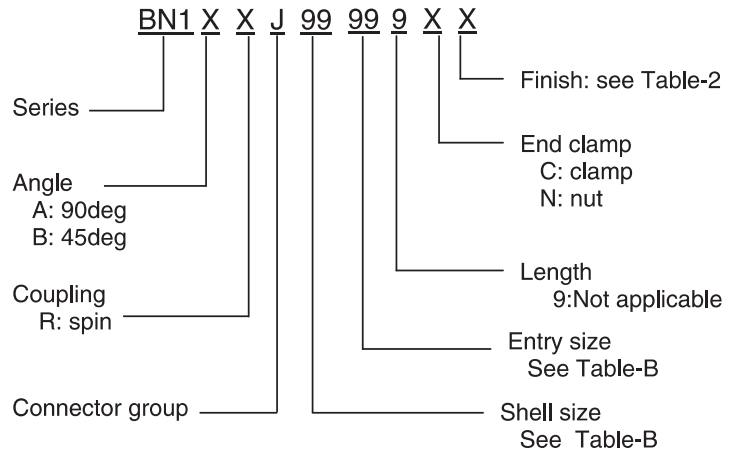 BN1 X X J 99 99 9 X X
Series
Angle
A: 90deg
B: 45deg
Coupling
R: spin
Connector group
Finish: see Table-2
End clamp
C: clamp
N: nut
Length
9:Not applicable
Entry size
See Table-B
Shell size
See Table-B